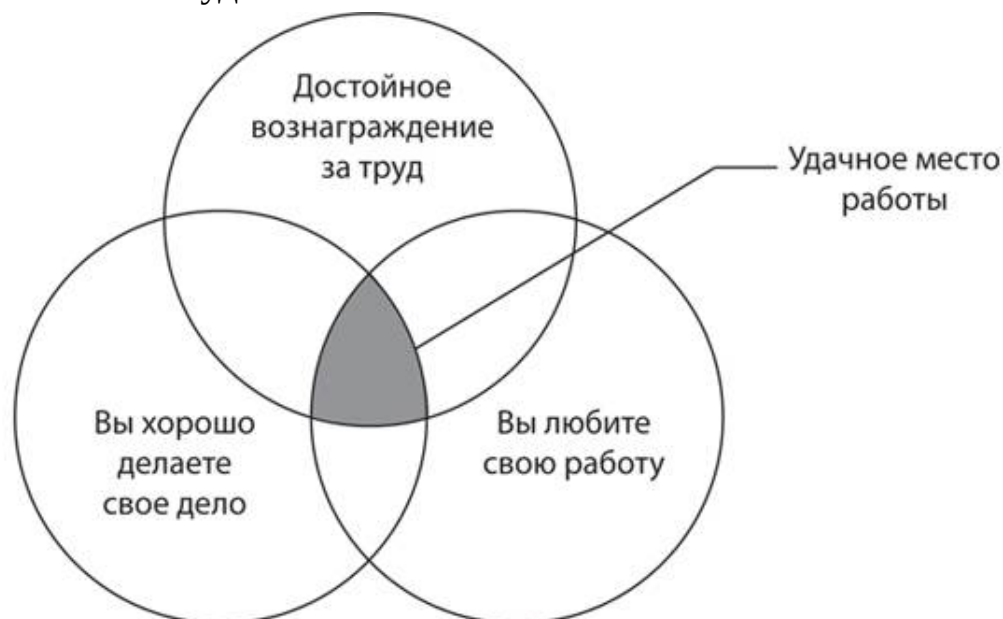 Достойное
вознаграждение
за труд
Удачное место
работы
Вы хорошо
делаете
свое дело
Вы любите
свою работу